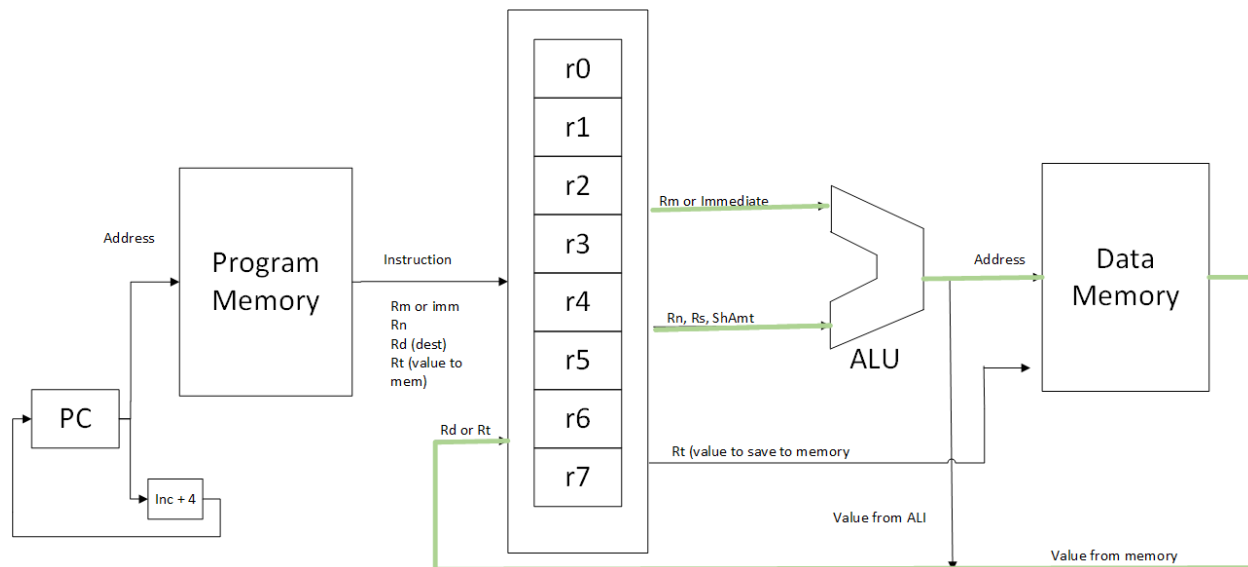 Address
Program
Memory
Instruction
Rm or imm
Rn
Rd (dest)
Rt (value to
mem)
PC
Inc + 4
r0
r1
r2
r3
r4
r5
r6
r7
Rd or Rt
Rm or Immediate
Rn, Rs, ShAmt
ALU
Rt (value to save to memory
Address
Data
Memory
Value from ALI
Value from memory